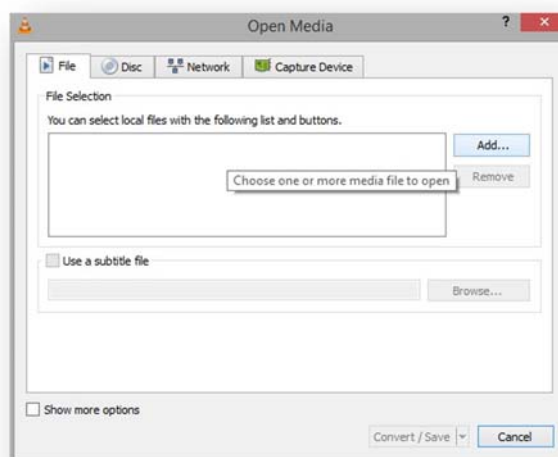 Open Media
?
File
Disc
Network
Capture Device
File Selection
You can select local files with the following list and buttons.
Add...
Choose one or more media file to open
Remove
Use a subtitle file
Browse...
Show more options
Convert / Save
Cancel